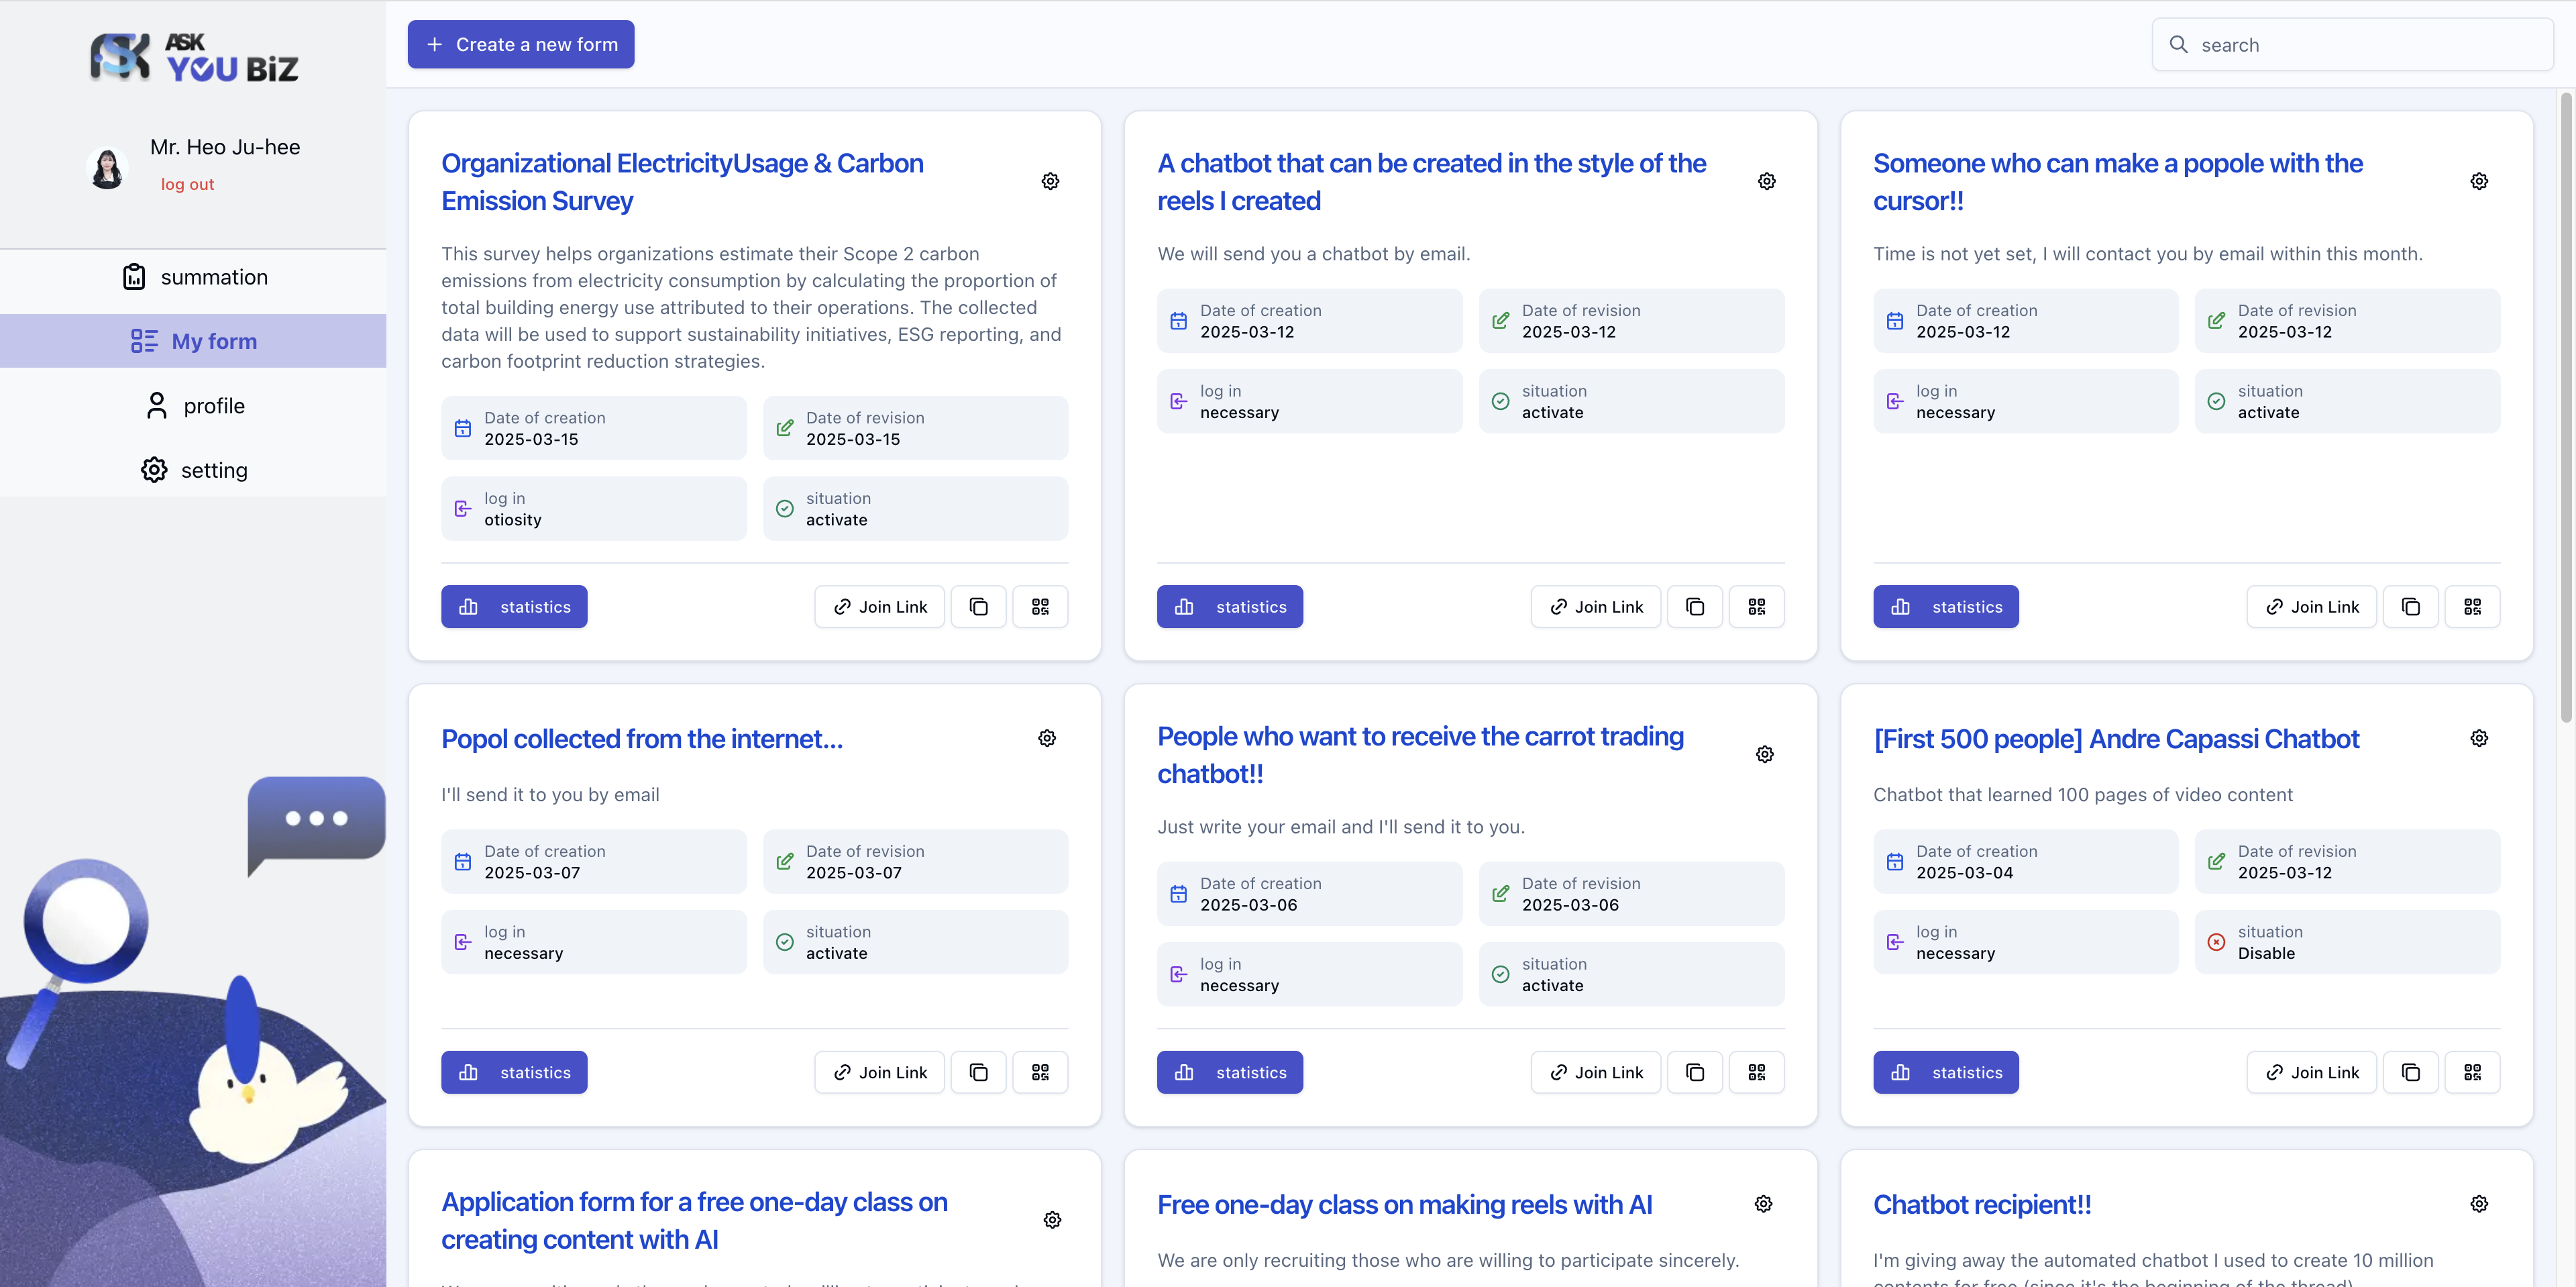 ASK
YOU BiZ
Mr. Heo Ju-hee
log out
summation
My form
profile
setting
Create a new form
search
Organizational ElectricityUsage & Carbon
Emission Survey
This survey helps organizations estimate their Scope 2 carbon
emissions from electricity consumption by calculating the proportion of
total building energy use attributed to their operations. The collected
data will be used to support sustainability initiatives, ESG reporting, and
carbon footprint reduction strategies.
Date of creation
2025-03-15
Date of revision
2025-03-15
log in
otiosity
situation
activate
statistics
Join Link
A chatbot that can be created in the style of the
reels I created
We will send you a chatbot by email.
Date of creation
2025-03-12
Date of revision
2025-03-12
log in
necessary
situation
activate
statistics
Join Link
Someone who can make a popole with the
cursor!!
Time is not yet set, I will contact you by email within this month.
Date of creation
2025-03-12
Date of revision
2025-03-12
log in
necessary
situation
activate
statistics
Join Link
Popol collected from the internet...
I'll send it to you by email
Date of creation
2025-03-07
Date of revision
2025-03-07
log in
necessary
situation
activate
statistics
Join Link
People who want to receive the carrot trading
chatbot!!
Just write your email and I'll send it to you.
Date of creation
2025-03-06
Date of revision
2025-03-06
log in
necessary
situation
activate
statistics
Join Link
[First 500 people] Andre Capassi Chatbot
Chatbot that learned 100 pages of video content
Date of creation
2025-03-04
Date of revision
2025-03-12
log in
necessary
situation
Disable
statistics
Join Link
Application form for a free one-day class on
creating content with AI
Free one-day class on making reels with AI
We are only recruiting those who are willing to participate sincerely.
Chatbot recipient!!
I'm giving away the automated chatbot I used to create 10 million
contents for free (since it's the beginning of the thread)